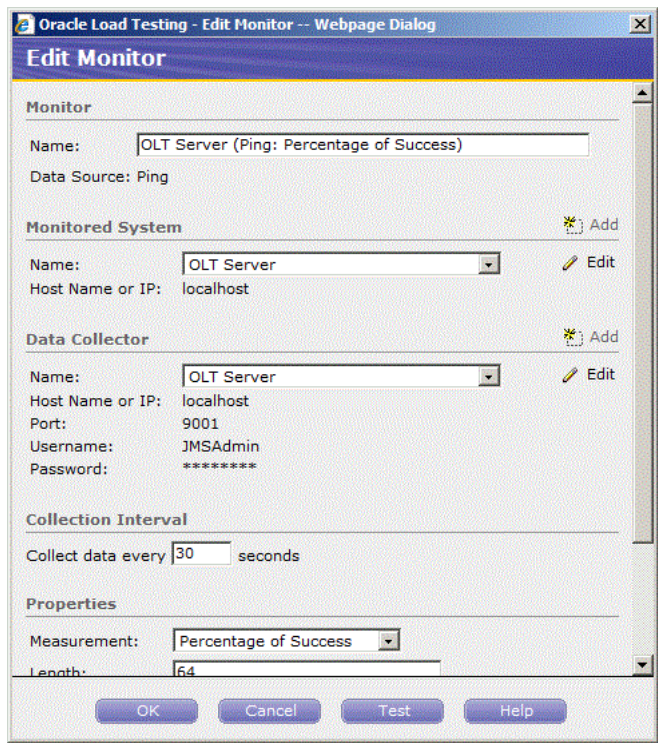 Oracle Load Testing - Edit Monitor -- Webpage Dialog
Edit Monitor
Monitor
Name: OLT Server (Ping: Percentage of Success)
Data Source: Ping
Monitored System Add
Name: OLT Server Edit
Host Name or IP: localhost
Data Collector Add
Name: OLT Server Edit
Host Name or IP: localhost
Port: 9001
Username: JMSAdmin
Password: ********
Collection Interval
Collect data every 30 seconds
Properties
Measurement: Percentage of Success
Length: 64
OK Cancel Test Help